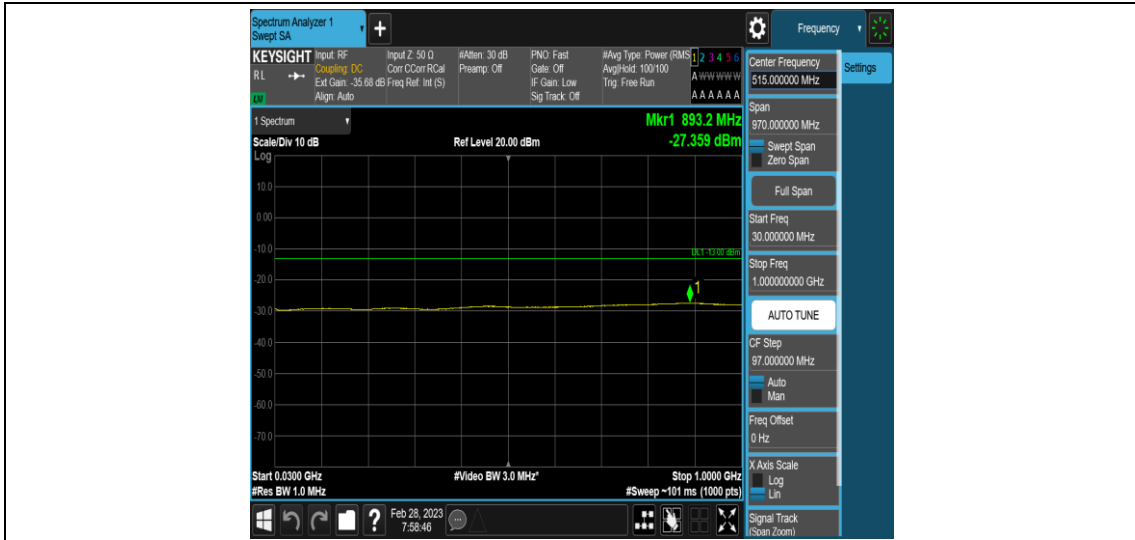 Spectrum Analyzer 1
Swept SA
+
Frequency
KEYSIGHT
RL
LXI
Input: RF
Coupling: DC
Ext Gain: -35.68 dB
Align: Auto
Input Z: 50 Ω
Corr CCorr RCal
Freq Ref: Int (S)
#Atten: 30 dB
Preamp: Off
PNO: Fast
Gate: Off
IF Gain: Low
Sig Track: Off
#Avg Type: Power (RMS
Avg|Hold: 100/100
Trig: Free Run
1 2 3 4 5 6
A W W W W W
A A A A A A
1 Spectrum
Mkr1 893.2 MHz
Scale/Div 10 dB
Ref Level 20.00 dBm
-27.359 dBm
Log
10.0
0.00
-10.0
DL1 -13.00 dBm
-20.0
1
-30.0
-40.0
-50.0
-60.0
-70.0
Start 0.0300 GHz
#Video BW 3.0 MHz*
Stop 1.0000 GHz
#Res BW 1.0 MHz
#Sweep ~101 ms (1000 pts)
?
Feb 28, 2023
7:58:46
Center Frequency
515.000000 MHz
Settings
Span
970.000000 MHz
Swept Span
Zero Span
Full Span
Start Freq
30.000000 MHz
Stop Freq
1.000000000 GHz
AUTO TUNE
CF Step
97.000000 MHz
Auto
Man
Freq Offset
0 Hz
X Axis Scale
Log
Lin
Signal Track
(Span Zoom)